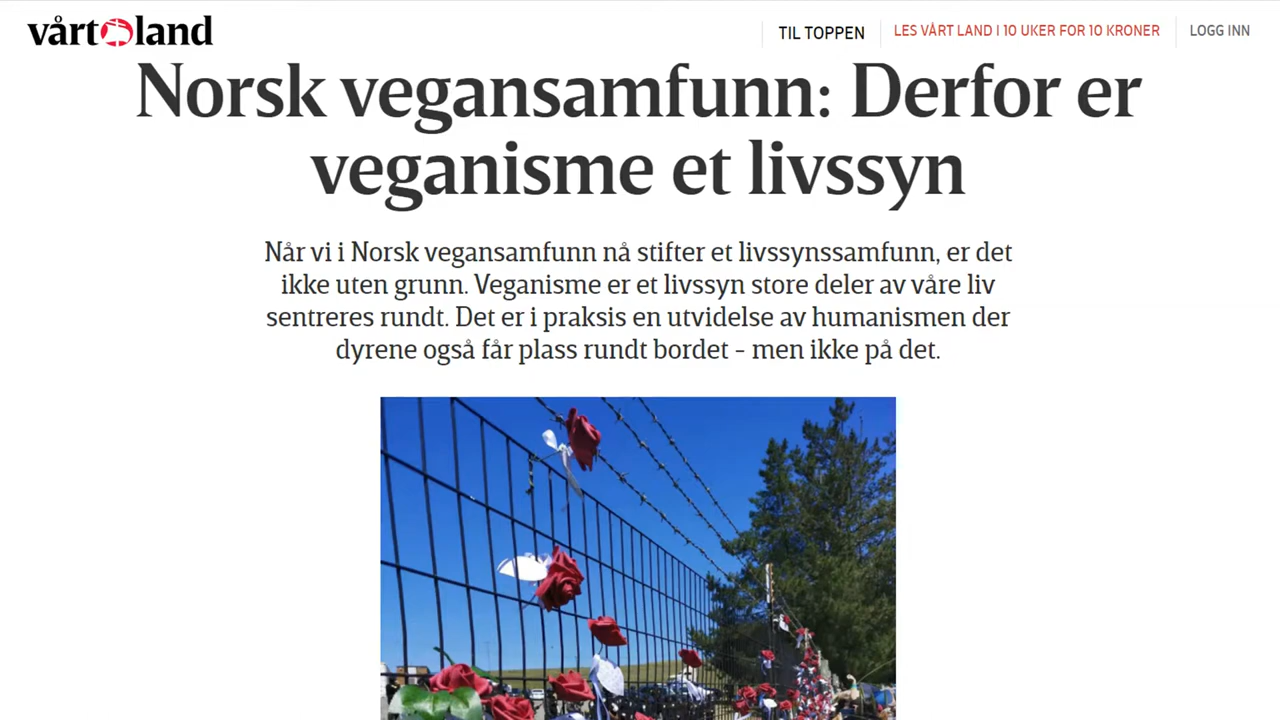 vårt land
TIL TOPPEN
LES VÅRT LAND I 10 UKER FOR 10 KRONER
LOGG INN
Norsk vegansamfunn: Derfor er
veganisme et livssyn
Når vi i Norsk vegansamfunn nå stifter et livssynssamfunn, er det
ikke uten grunn. Veganisme er et livssyn store deler av våre liv
sentreres rundt. Det er i praksis en utvidelse av humanismen der
dyrene også får plass rundt bordet - men ikke på det.